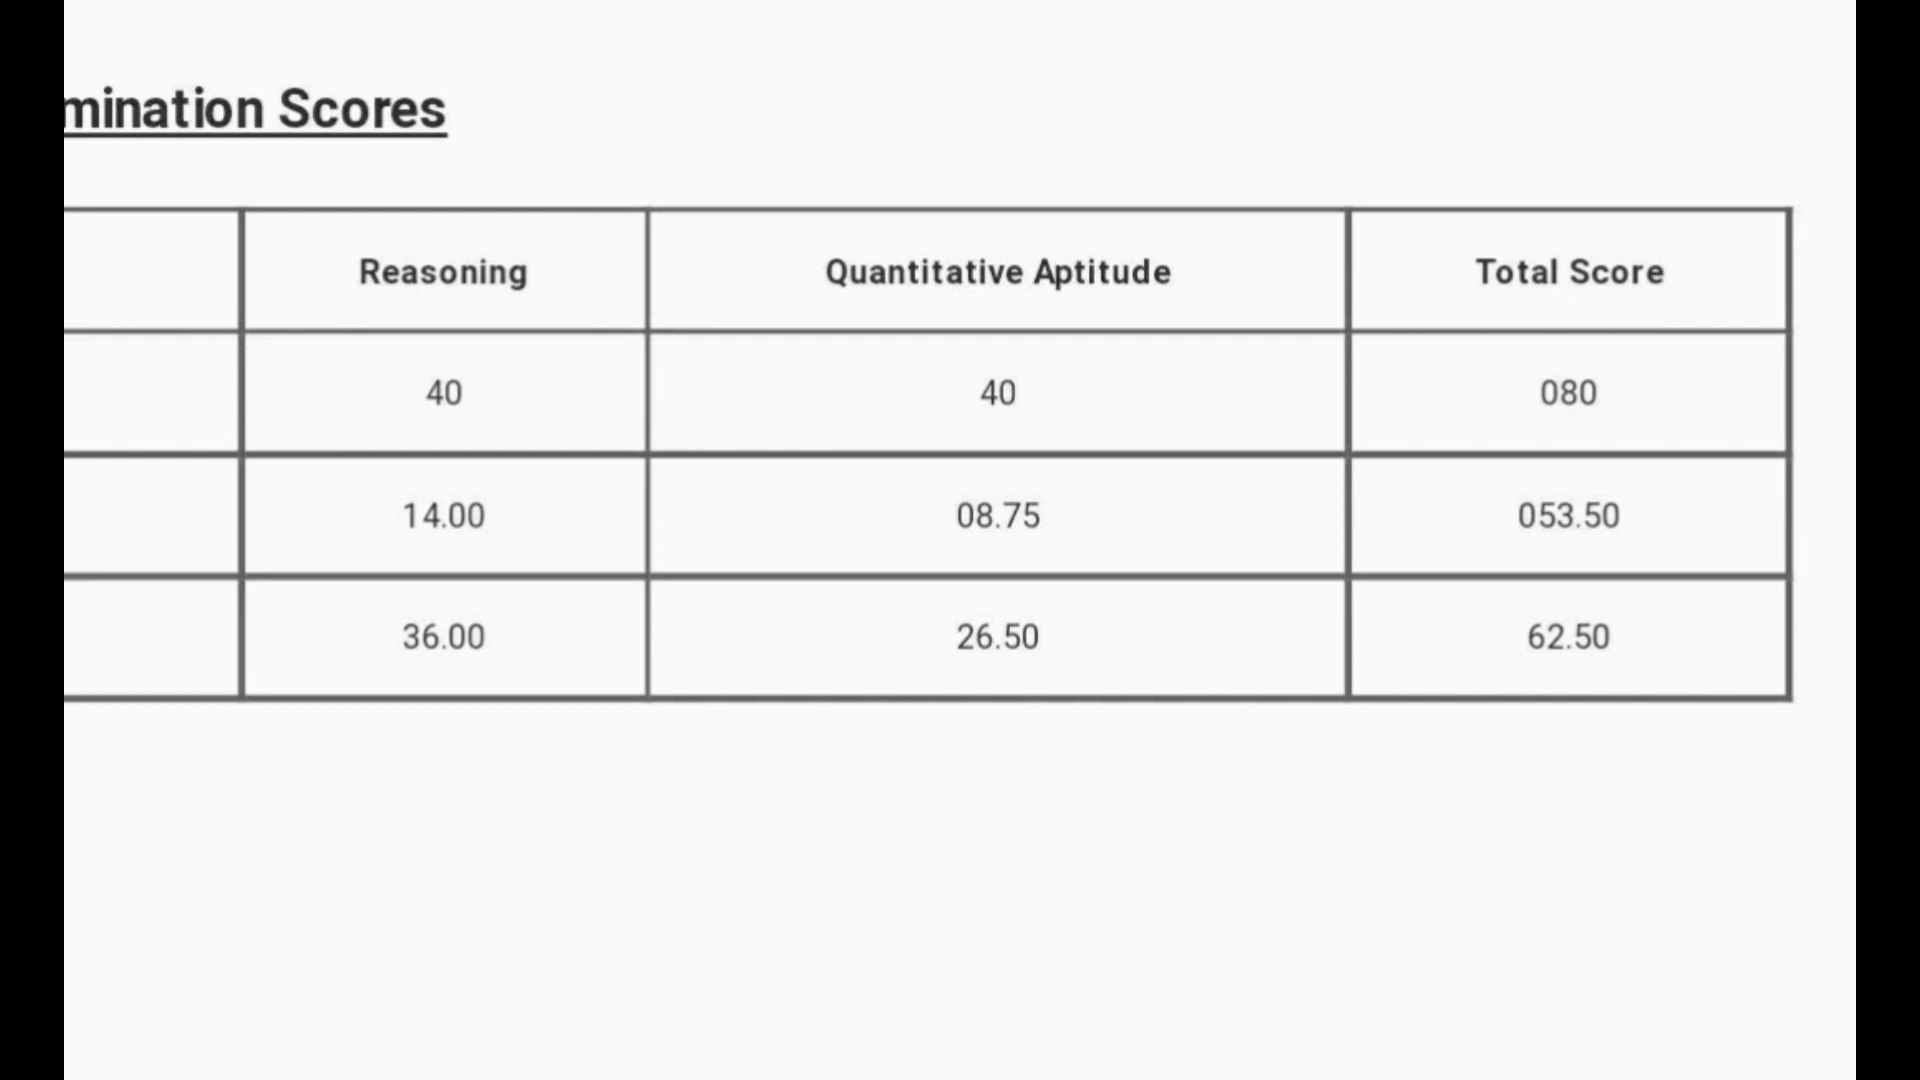 mination Scores
Reasoning Quantitative Aptitude Total Score
40 40 080
14.00 08.75 053.50
36.00 26.50 62.50